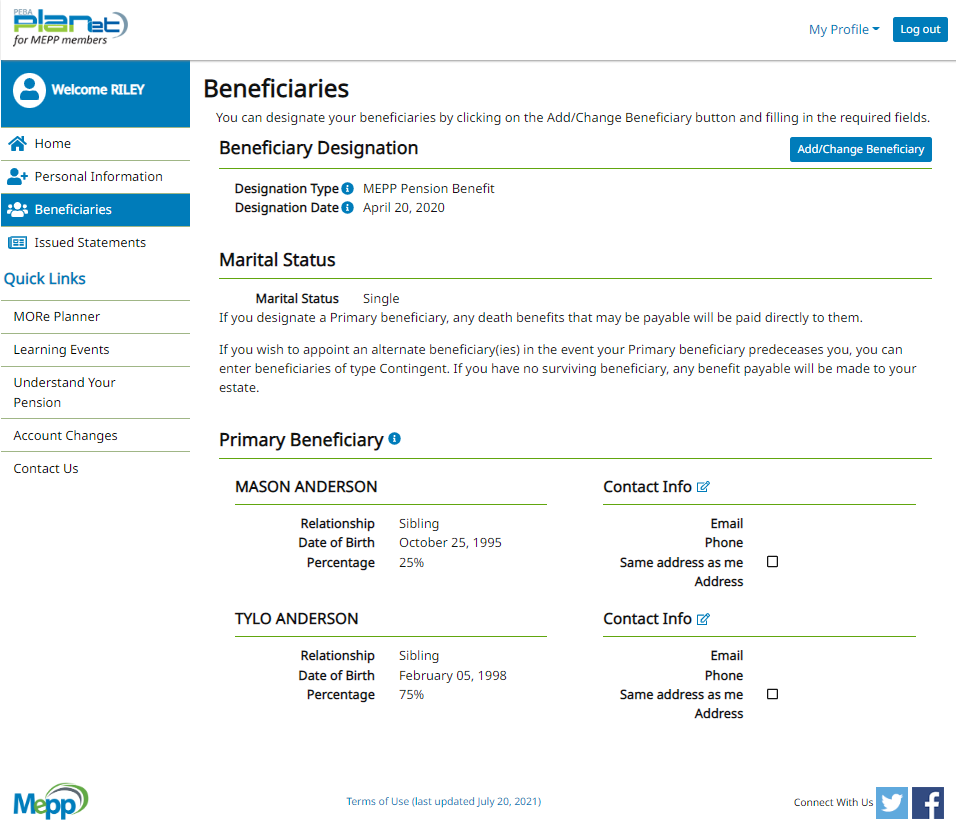 PEBA
planet
for MEPP members
My Profile
Log out
Welcome RILEY
Home
Personal Information
Beneficiaries
Issued Statements
Quick Links
MORe Planner
Learning Events
Understand Your
Pension
Account Changes
Contact Us
Beneficiaries
You can designate your beneficiaries by clicking on the Add/Change Beneficiary button and filling in the required fields.
Beneficiary Designation
Add/Change Beneficiary
Designation Type MEPP Pension Benefit
Designation Date April 20, 2020
Marital Status
Marital Status Single
If you designate a Primary beneficiary, any death benefits that may be payable will be paid directly to them.
If you wish to appoint an alternate beneficiary(ies) in the event your Primary beneficiary predeceases you, you can
enter beneficiaries of type Contingent. If you have no surviving beneficiary, any benefit payable will be made to your
estate.
Primary Beneficiary
MASON ANDERSON
Relationship Sibling
Date of Birth October 25, 1995
Percentage 25%
Contact Info
Email
Phone
Same address as me
Address
TYLO ANDERSON
Relationship Sibling
Date of Birth February 05, 1998
Percentage 75%
Contact Info
Email
Phone
Same address as me
Address
Mepp
Terms of Use (last updated July 20, 2021)
Connect With Us